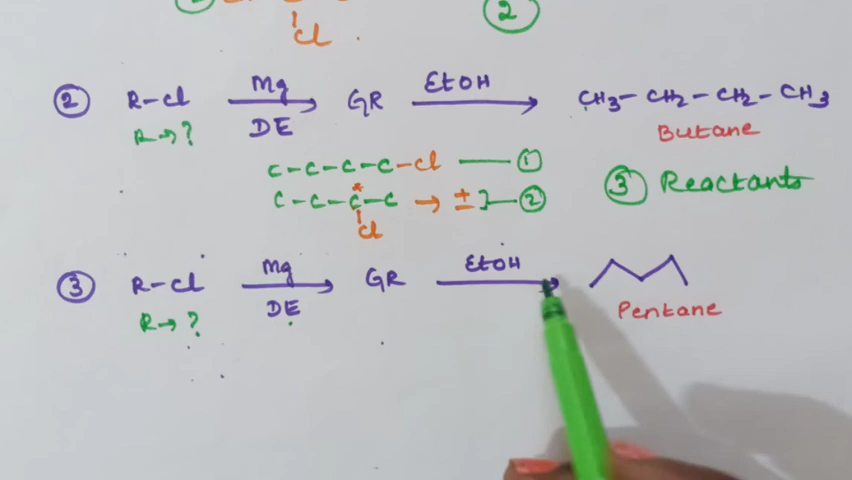 Cl
2
② R-Cl Mg DE GR EtOH CH3-CH2-CH2-CH3
R→? Butane
C-C-C-C-Cl — ①
C-C-C*-C → ± } — ②
Cl
③ Reactants
③ R-Cl Mg DE GR EtOH
R→? Pentane